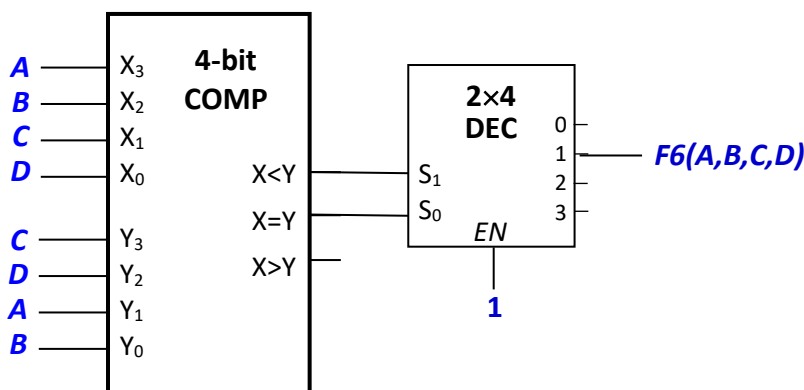 4-bit
COMP
A X₃
B X₂
C X₁
D X₀
C Y₃
D Y₂
A Y₁
B Y₀
X<Y
X=Y
X>Y
2×4
DEC
S₁
S₀
0
1
2
3
EN
1
F6(A,B,C,D)